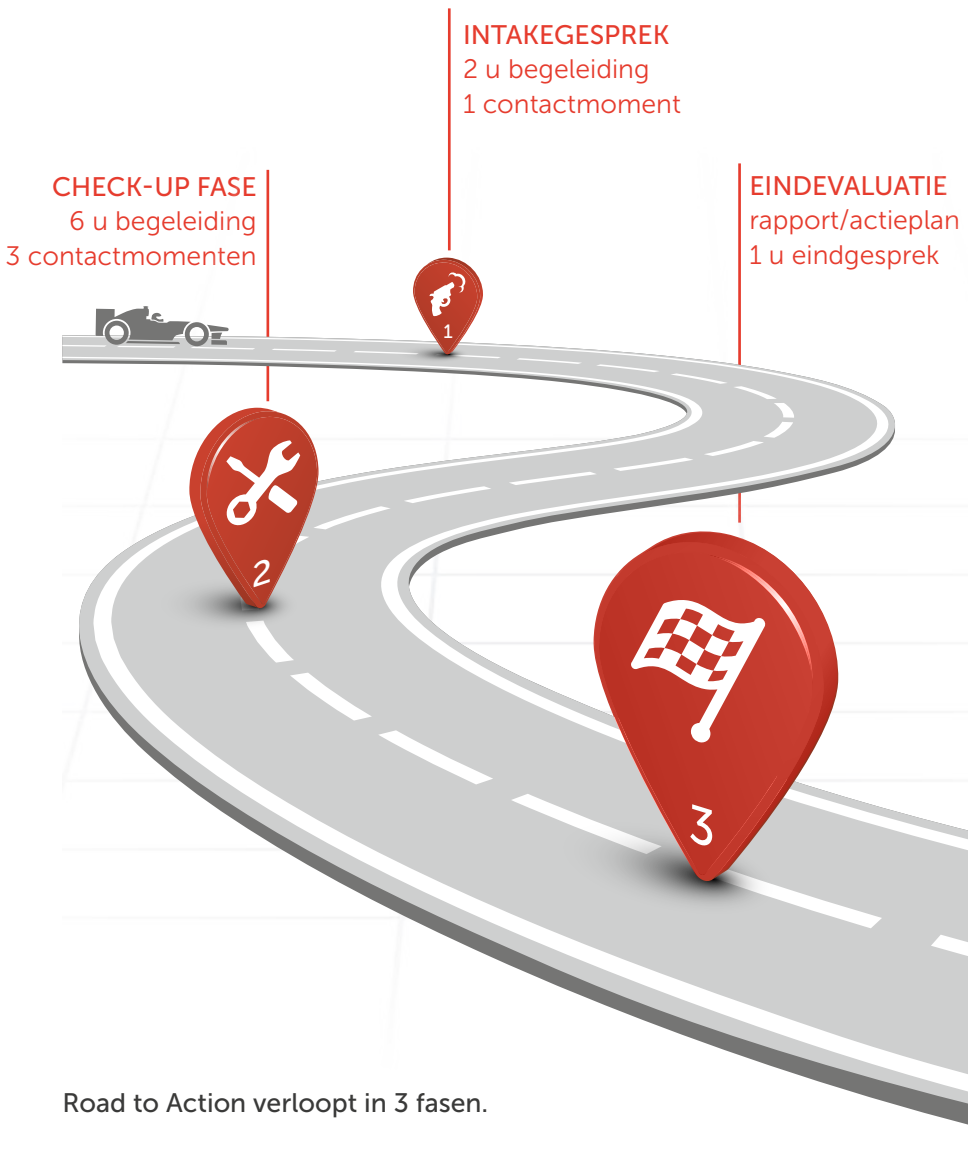 INTAKEGESPREK
2 u begeleiding
1 contactmoment
CHECK-UP FASE
6 u begeleiding
3 contactmomenten
EINDEVALUATIE
rapport/actieplan
1 u eindgesprek
1
2
3
Road to Action verloopt in 3 fasen.